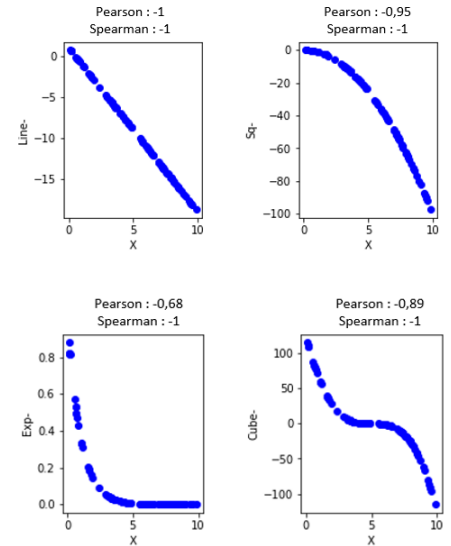 Pearson : -1
Spearman : -1
0
−5
−10
−15
Line-
0
5
10
X
Pearson : -0,95
Spearman : -1
0
−20
−40
−60
−80
−100
Sq-
0
5
10
X
Pearson : -0,68
Spearman : -1
0.8
0.6
0.4
0.2
0.0
Exp-
0
5
10
X
Pearson : -0,89
Spearman : -1
100
50
0
−50
−100
Cube-
0
5
10
X